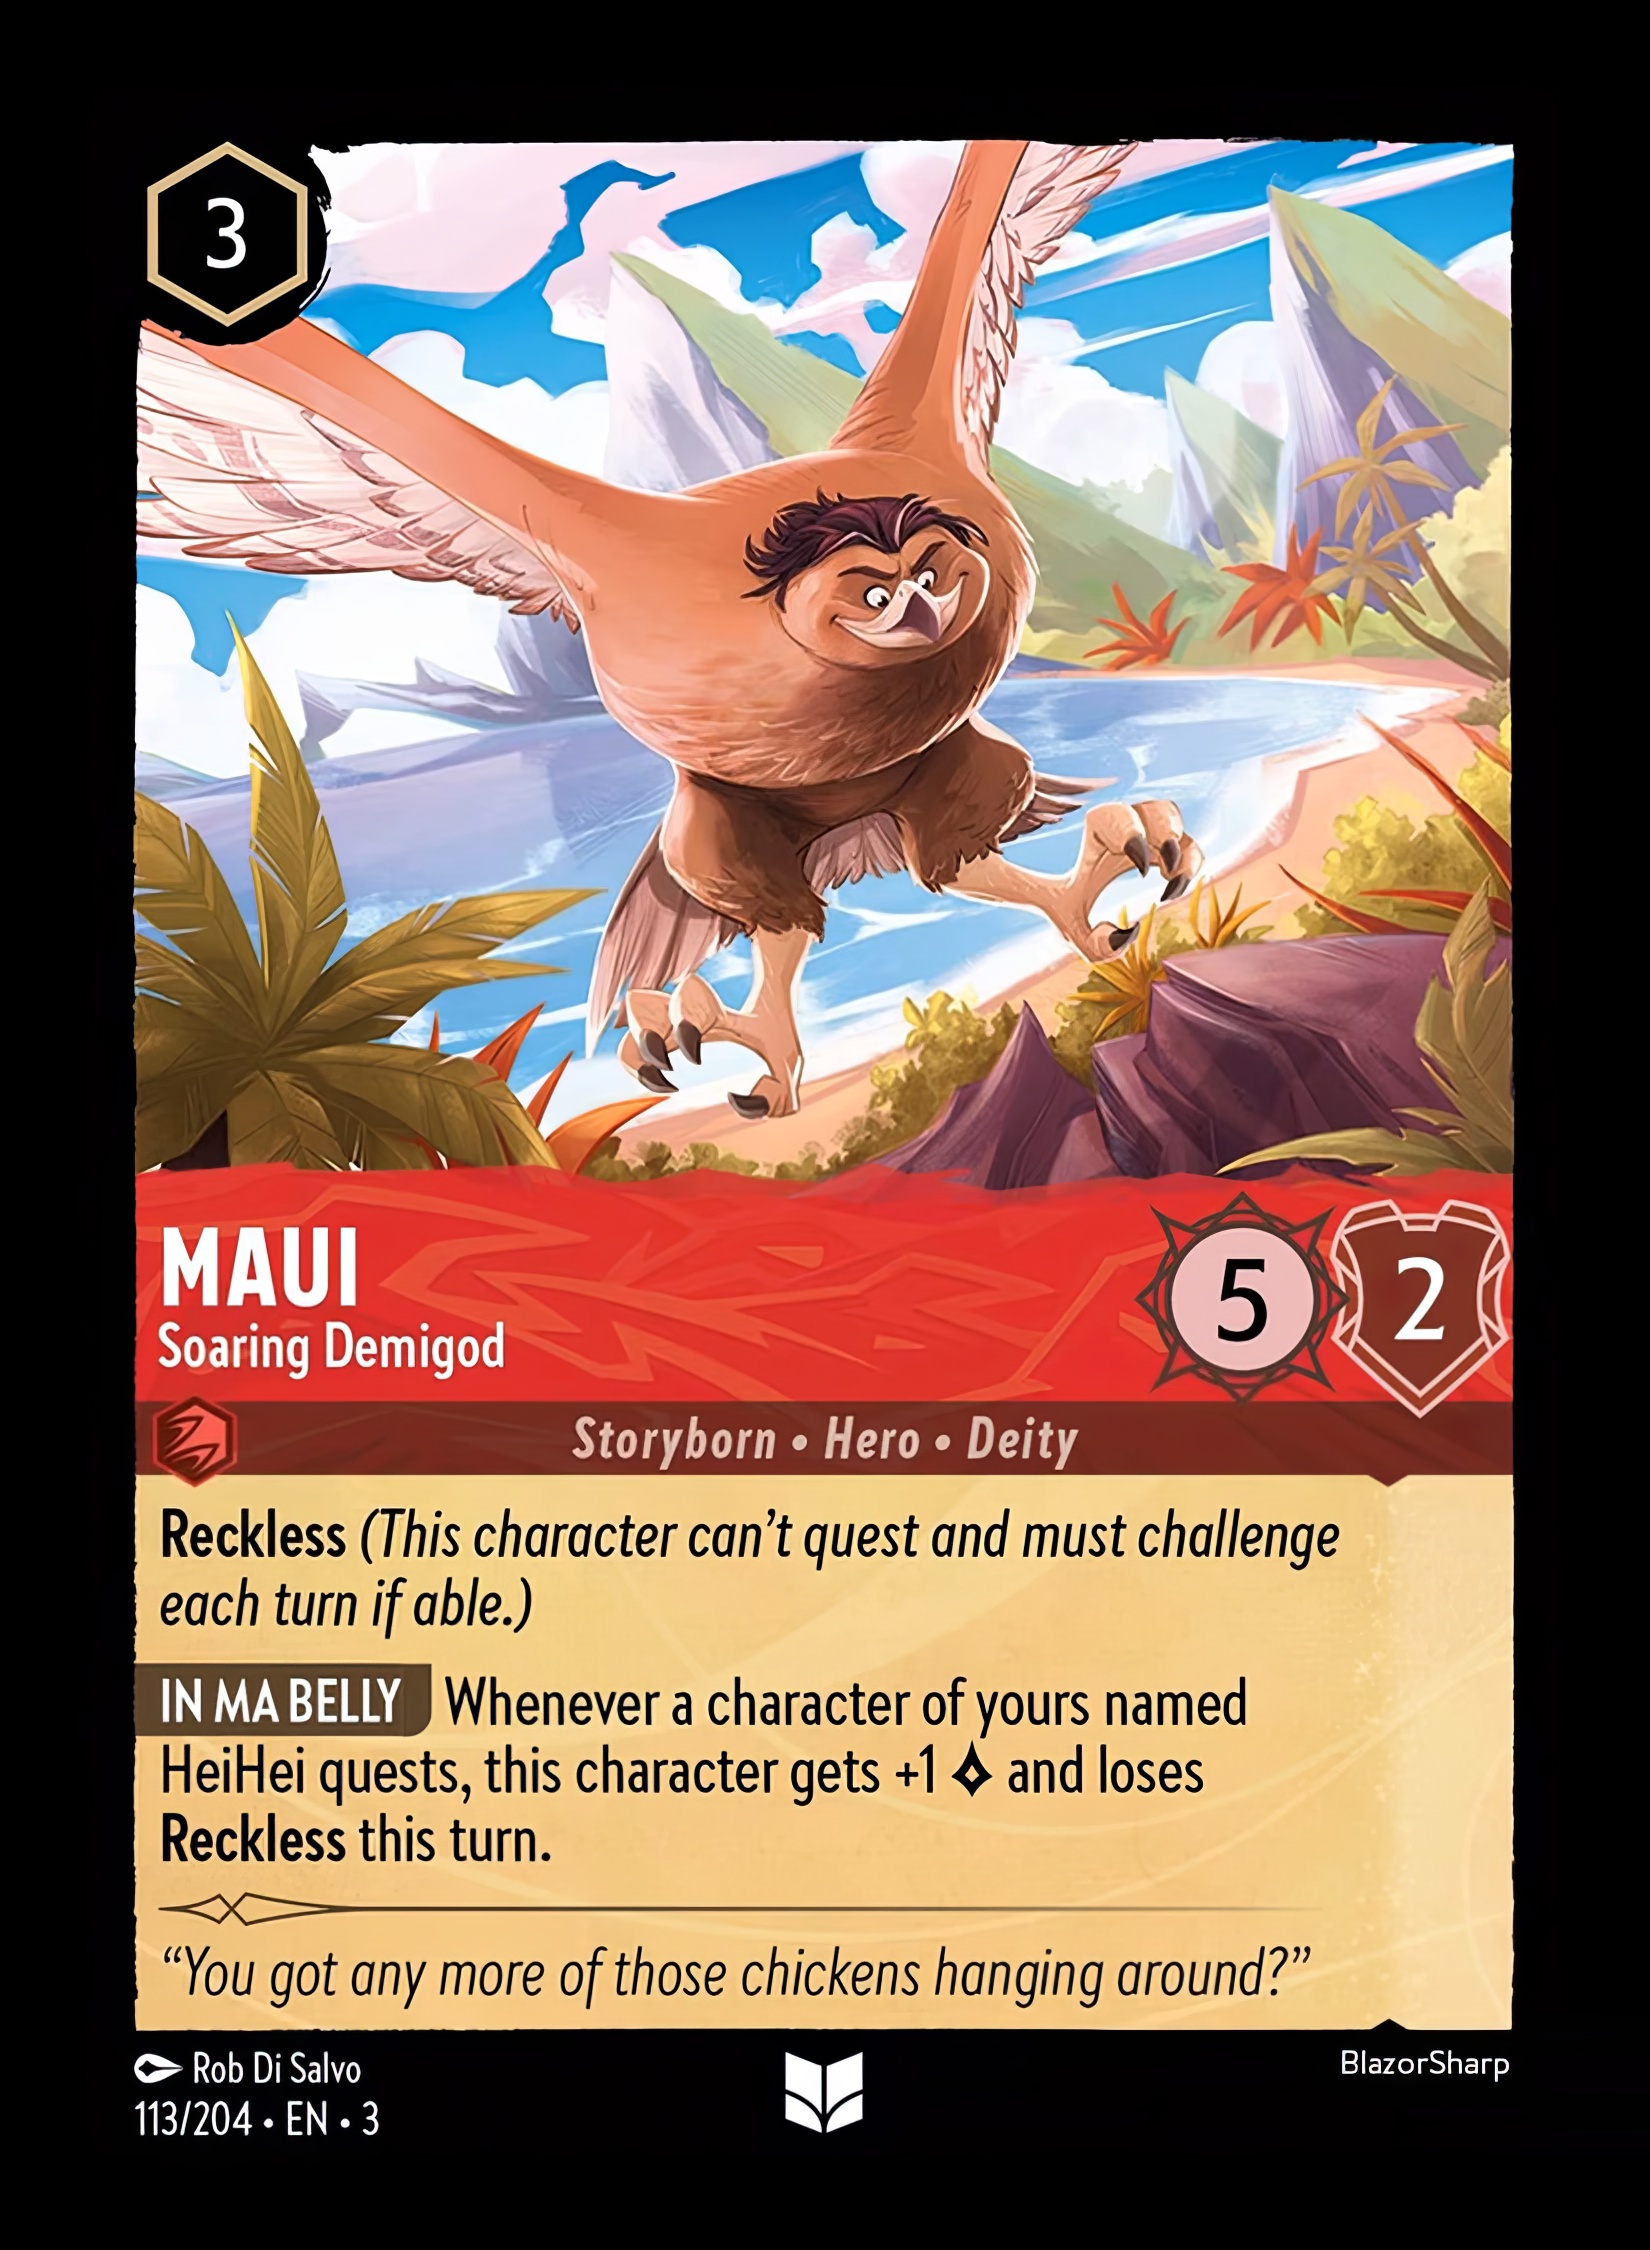 3
MAUI
Soaring Demigod
5
2
Storyborn • Hero • Deity
Reckless (This character can’t quest and must challenge
each turn if able.)
IN MA BELLY Whenever a character of yours named
HeiHei quests, this character gets +1 and loses
Reckless this turn.
“You got any more of those chickens hanging around?”
Rob Di Salvo
113/204 • EN • 3
BlazorSharp